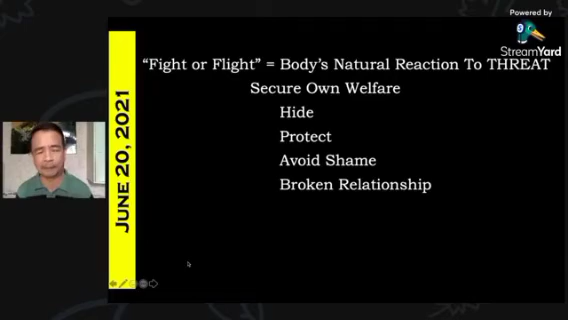 Powered by
StreamYard
"Fight or Flight" = Body's Natural Reaction To THREAT
Secure Own Welfare
Hide
Protect
Avoid Shame
Broken Relationship
June 20, 2021